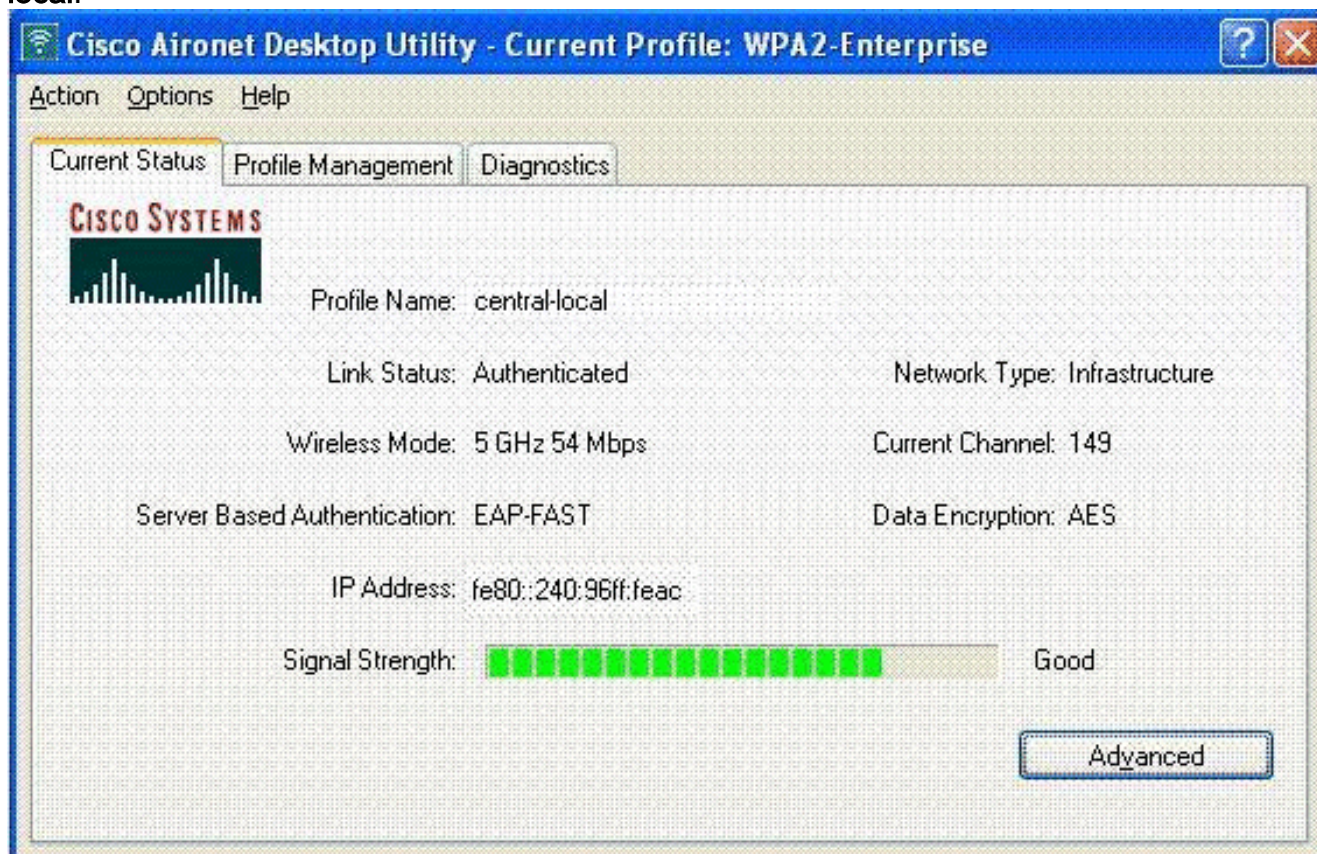 local.
Cisco Aironet Desktop Utility - Current Profile: WPA2-Enterprise
Action Options Help
Current Status Profile Management Diagnostics
CISCO SYSTEMS
Profile Name: central-local
Link Status: Authenticated Network Type: Infrastructure
Wireless Mode: 5 GHz 54 Mbps Current Channel: 149
Server Based Authentication: EAP-FAST Data Encryption: AES
IP Address: fe80::240:96ff:feac
Signal Strength: Good
Advanced